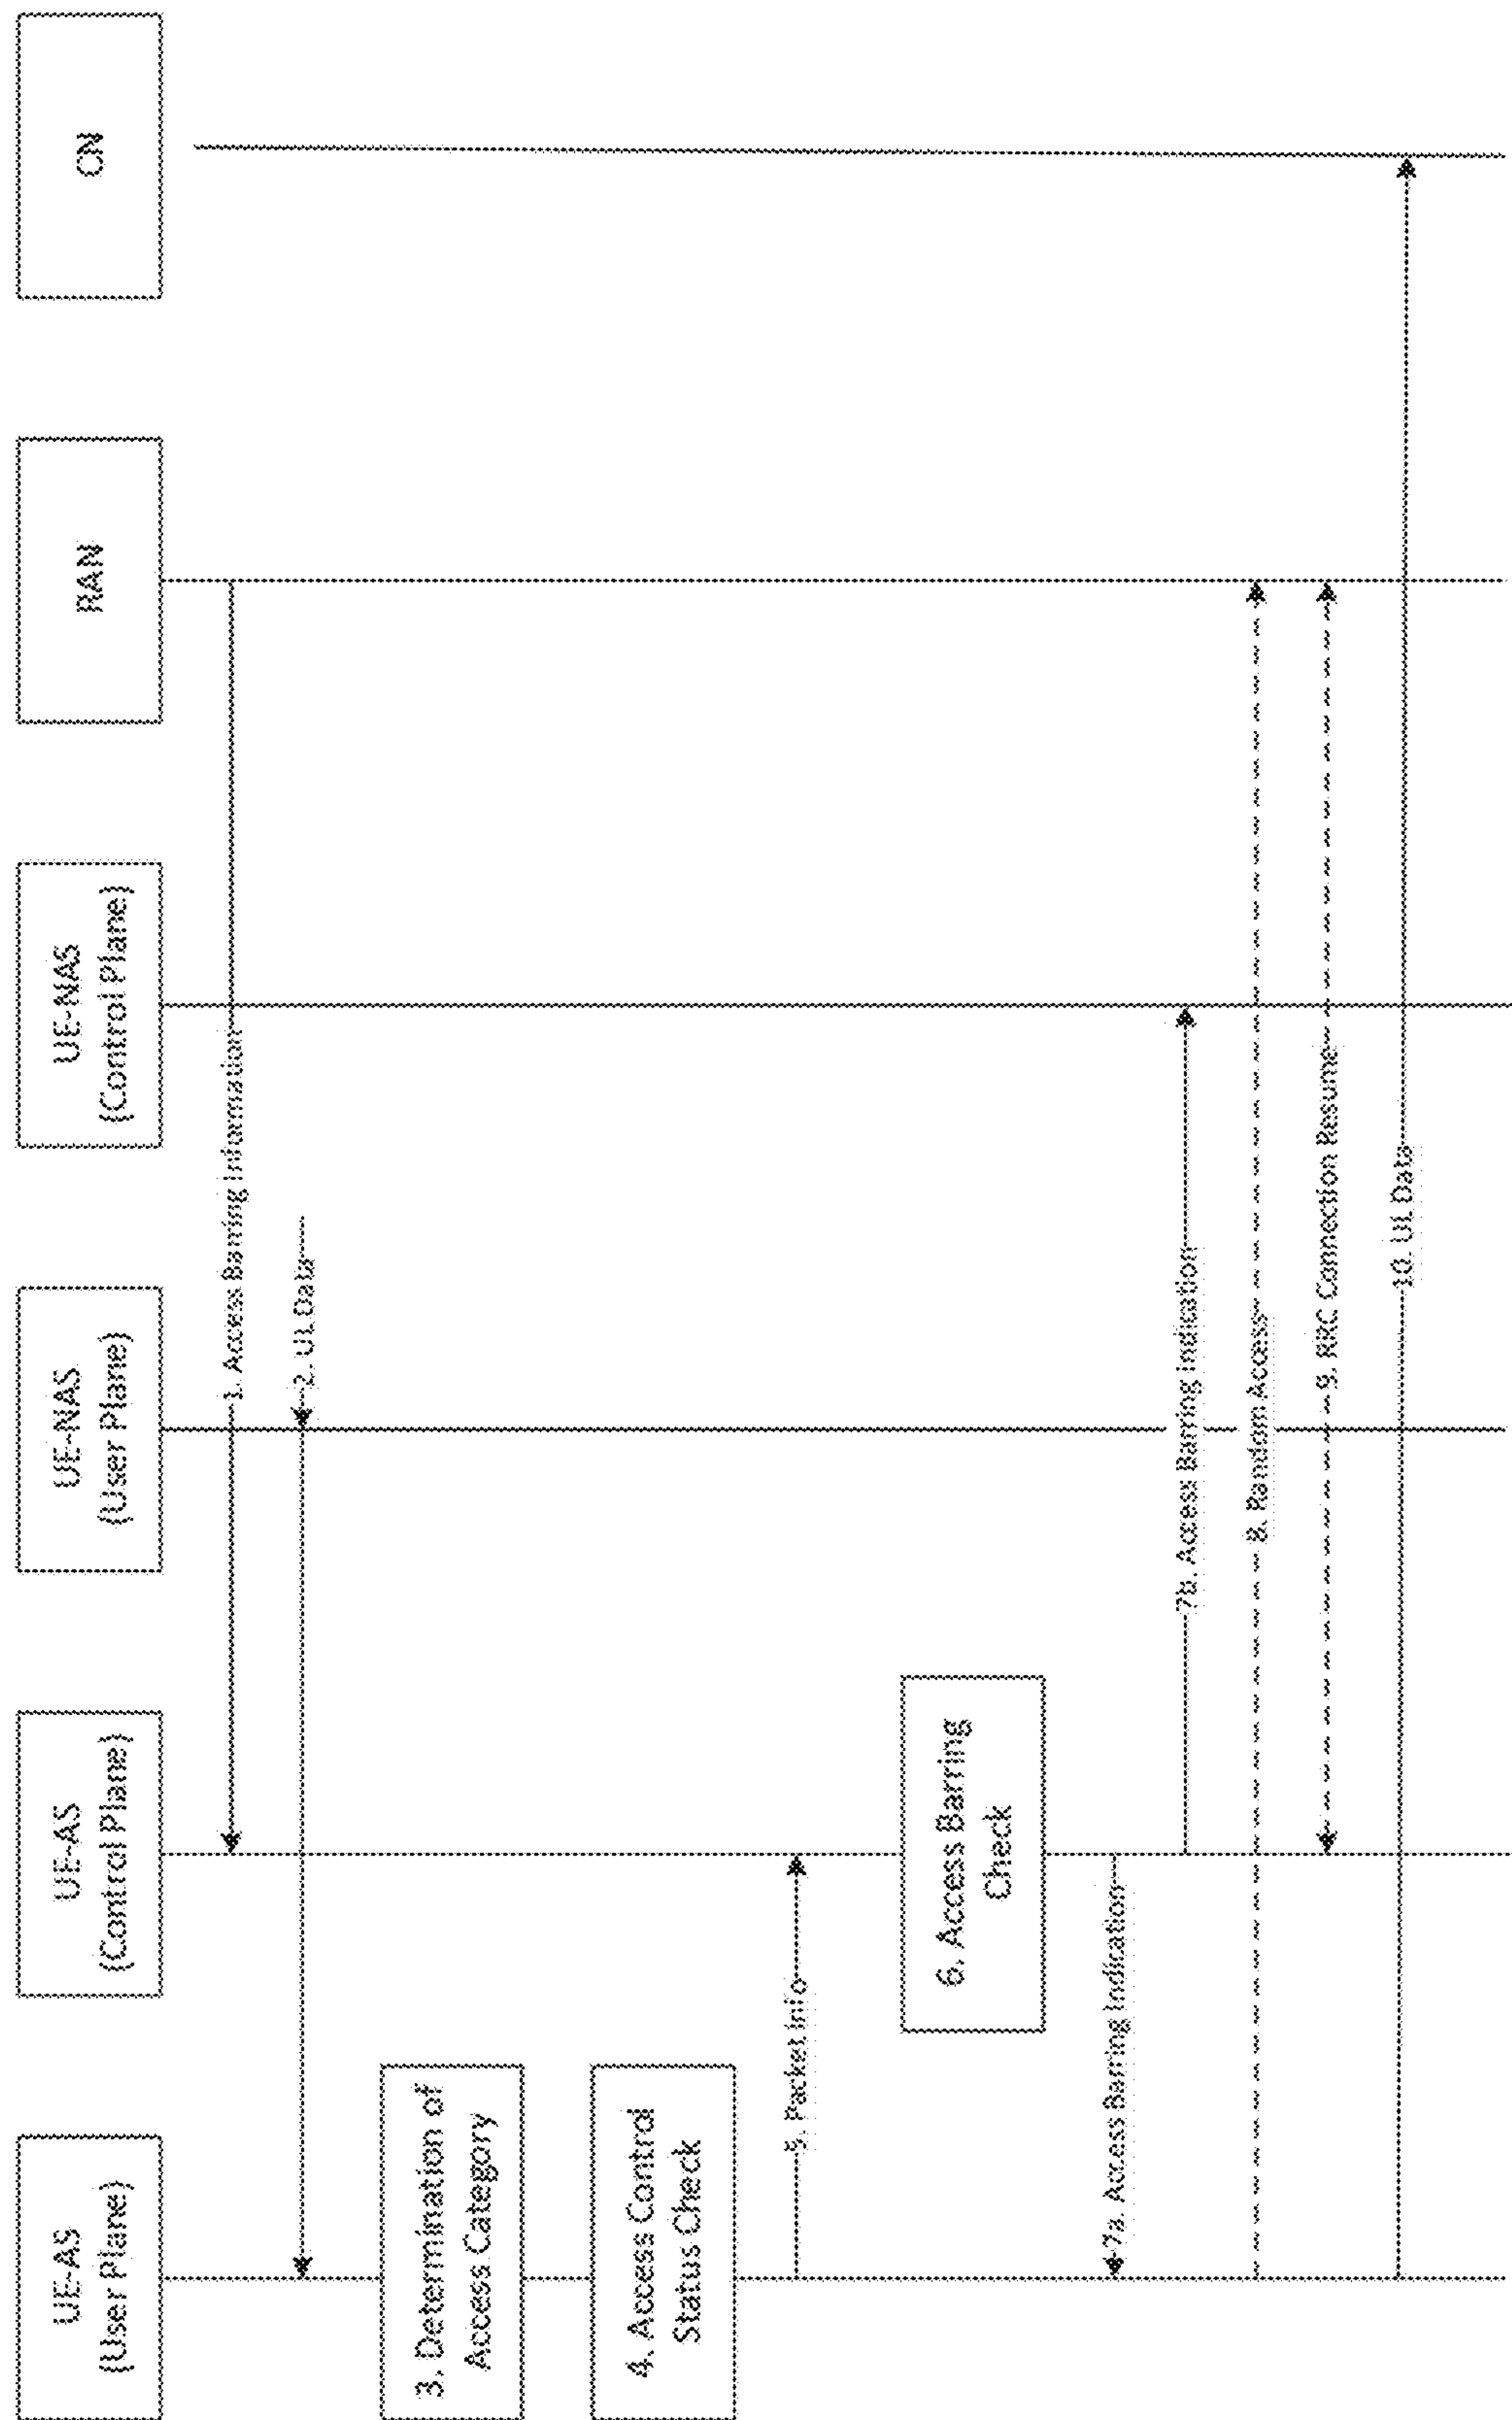 UE-AS
(User Plane)
UE-AS
(Control Plane)
UE-NAS
(User Plane)
UE-NAS
(Control Plane)
RAN
CN
1. Access Barring Information
2. UL Data
3. Determination of
Access Category
4. Access Control
Status Check
5. Packet Info
6. Access Barring
Check
7a. Access Barring Indication
7b. Access Barring Indication
8. Random Access
9. RRC Connection Resume
10. UL Data